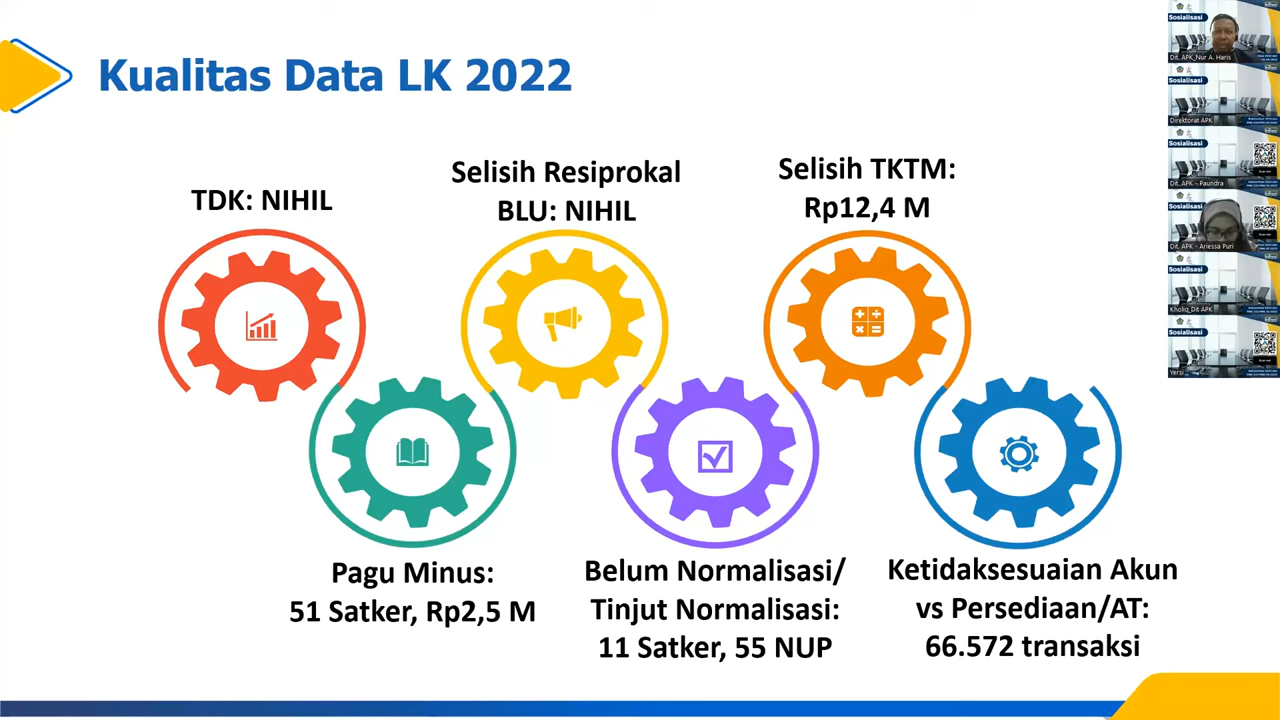 Kualitas Data LK 2022
TDK: NIHIL
Selisih Resiprokal
BLU: NIHIL
Selisih TKTM:
Rp12,4 M
Pagu Minus:
51 Satker, Rp2,5 M
Belum Normalisasi/
Tinjut Normalisasi:
11 Satker, 55 NUP
Ketidaksesuaian Akun
vs Persediaan/AT:
66.572 transaksi
Sosialisasi
Dit. APK_Nur A. Haris
Sosialisasi
Direktorat APK
Sosialisasi
Dit. APK - Paundra
Sosialisasi
Dit. APK - Ariessa Puri
Sosialisasi
Kholiq_Dit APK
Sosialisasi
Yersi